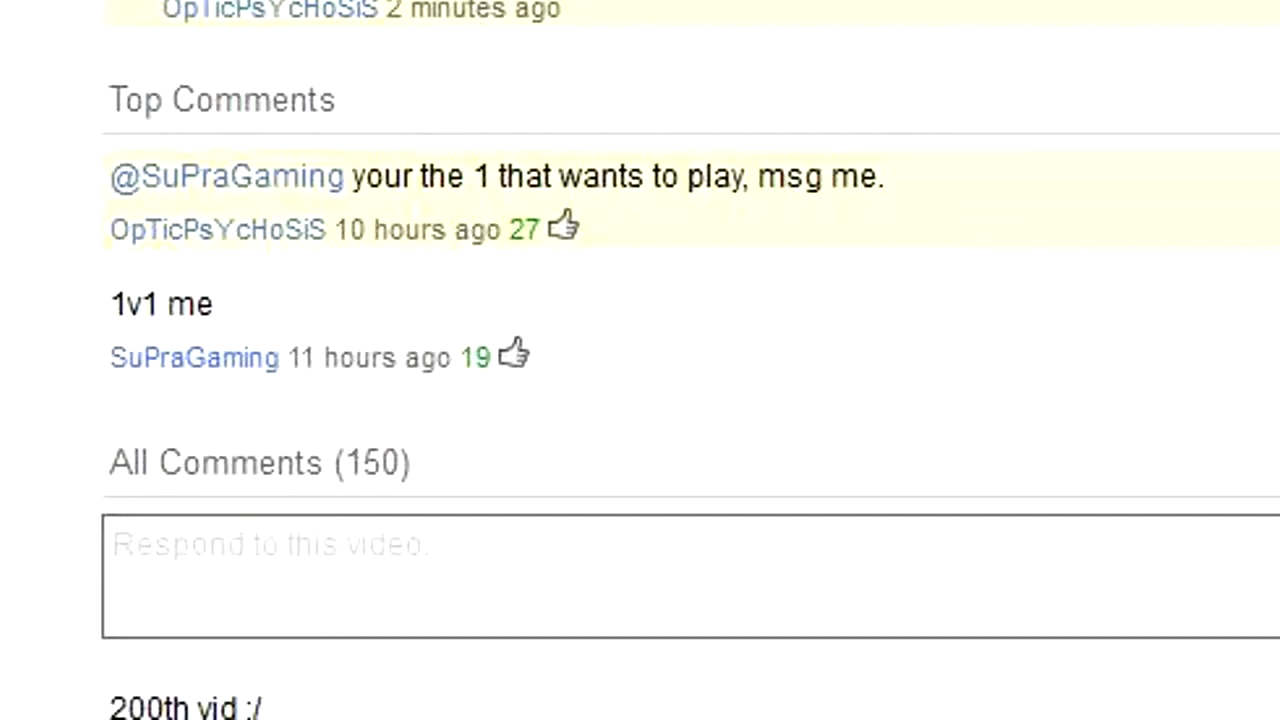 OpTicPsYcHoSiS 2 minutes ago
Top Comments
@SuPraGaming your the 1 that wants to play, msg me.
OpTicPsYcHoSiS 10 hours ago 27
1v1 me
SuPraGaming 11 hours ago 19
All Comments (150)
Respond to this video.
200th vid :/